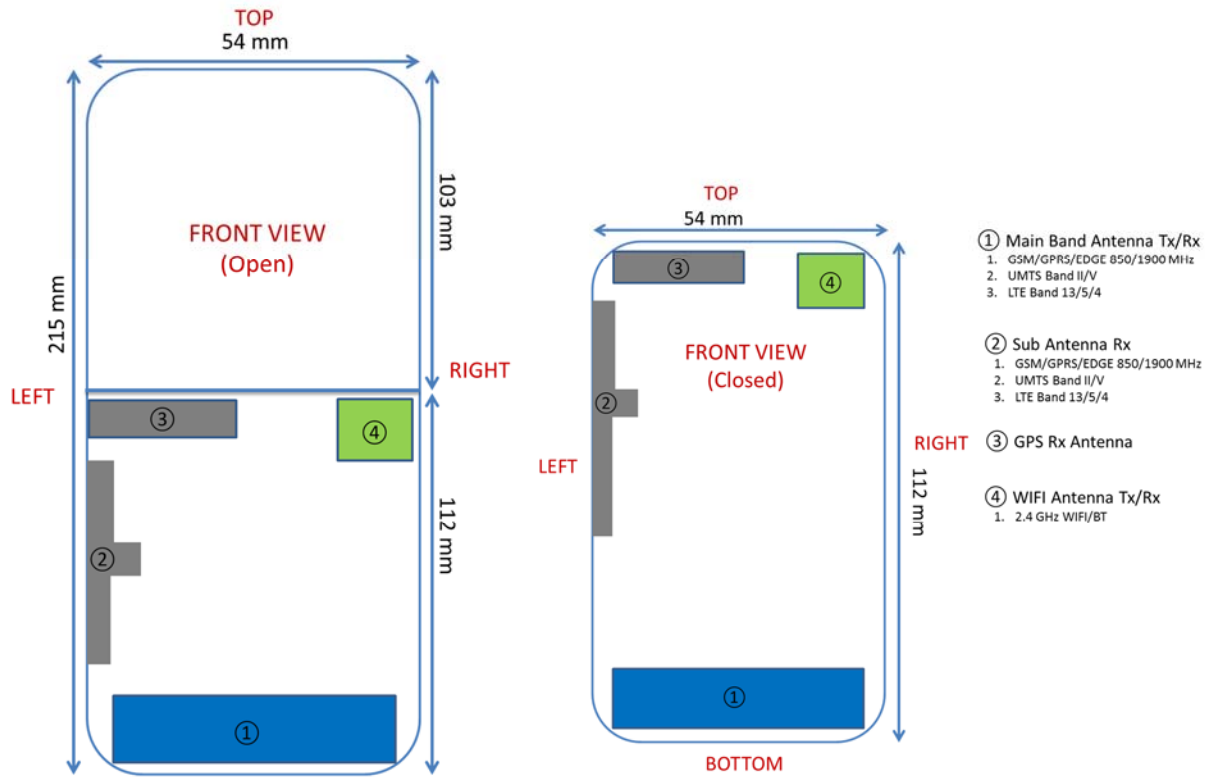 TOP
54 mm
215 mm
103 mm
FRONT VIEW
(Open)
LEFT
RIGHT
③
④
②
112 mm
①
TOP
54 mm
③
④
FRONT VIEW
(Closed)
②
LEFT
RIGHT
112 mm
①
BOTTOM
① Main Band Antenna Tx/Rx
1. GSM/GPRS/EDGE 850/1900 MHz
2. UMTS Band II/V
3. LTE Band 13/5/4
② Sub Antenna Rx
1. GSM/GPRS/EDGE 850/1900 MHz
2. UMTS Band II/V
3. LTE Band 13/5/4
③ GPS Rx Antenna
④ WIFI Antenna Tx/Rx
1. 2.4 GHz WIFI/BT